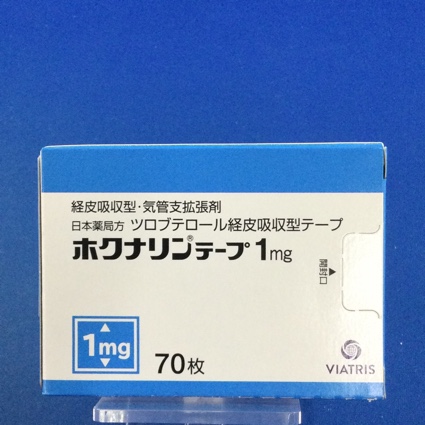 経皮吸収型・気管支拡張剤
日本薬局方 ツロブテロール経皮吸収型テープ
ホクナリン®テープ1mg
開封口
1mg
70枚
VIATRIS